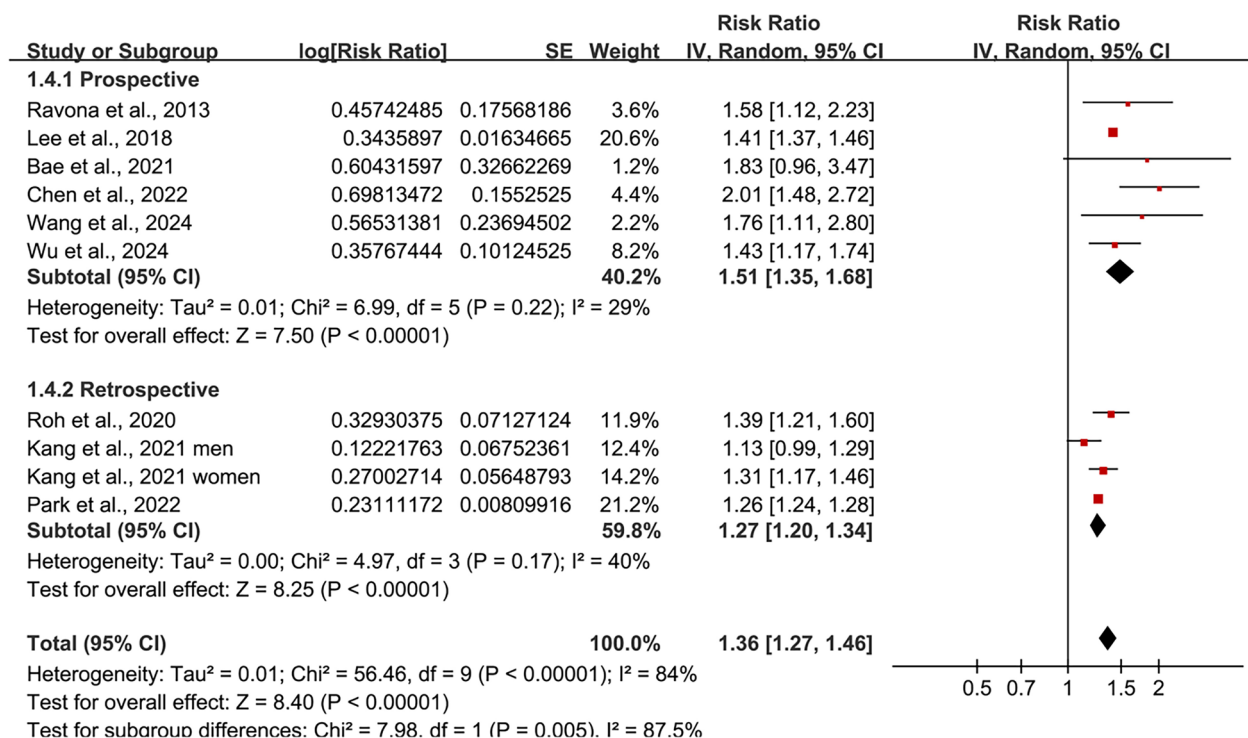 Risk Ratio Risk Ratio
Study or Subgroup log[Risk Ratio] SE Weight IV, Random, 95% CI IV, Random, 95% CI
1.4.1 Prospective
Ravona et al., 2013 0.45742485 0.17568186 3.6% 1.58 [1.12, 2.23]
Lee et al., 2018 0.3435897 0.01634665 20.6% 1.41 [1.37, 1.46]
Bae et al., 2021 0.60431597 0.32662269 1.2% 1.83 [0.96, 3.47]
Chen et al., 2022 0.69813472 0.1552525 4.4% 2.01 [1.48, 2.72]
Wang et al., 2024 0.56531381 0.23694502 2.2% 1.76 [1.11, 2.80]
Wu et al., 2024 0.35767444 0.10124525 8.2% 1.43 [1.17, 1.74]
Subtotal (95% CI) 40.2% 1.51 [1.35, 1.68]
Heterogeneity: Tau² = 0.01; Chi² = 6.99, df = 5 (P = 0.22); I² = 29%
Test for overall effect: Z = 7.50 (P < 0.00001)
1.4.2 Retrospective
Roh et al., 2020 0.32930375 0.07127124 11.9% 1.39 [1.21, 1.60]
Kang et al., 2021 men 0.12221763 0.06752361 12.4% 1.13 [0.99, 1.29]
Kang et al., 2021 women 0.27002714 0.05648793 14.2% 1.31 [1.17, 1.46]
Park et al., 2022 0.23111172 0.00809916 21.2% 1.26 [1.24, 1.28]
Subtotal (95% CI) 59.8% 1.27 [1.20, 1.34]
Heterogeneity: Tau² = 0.00; Chi² = 4.97, df = 3 (P = 0.17); I² = 40%
Test for overall effect: Z = 8.25 (P < 0.00001)
Total (95% CI) 100.0% 1.36 [1.27, 1.46]
Heterogeneity: Tau² = 0.01; Chi² = 56.46, df = 9 (P < 0.00001); I² = 84%
0.5 0.7 1 1.5 2
Test for overall effect: Z = 8.40 (P < 0.00001)
Test for subgroup differences: Chi² = 7.98, df = 1 (P = 0.005), I² = 87.5%